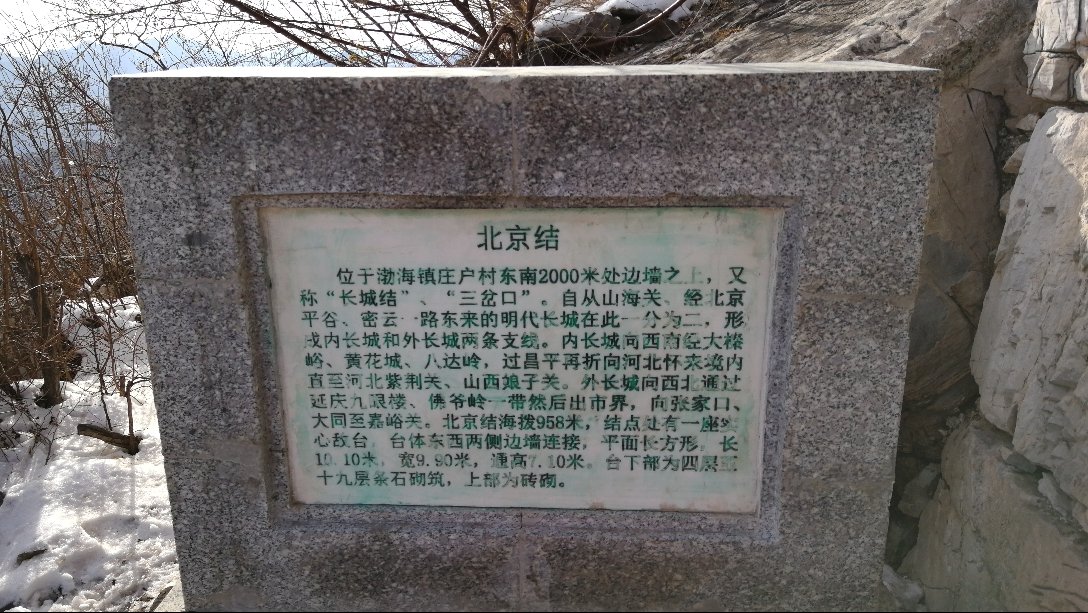 北京结
位于渤海镇庄户村东南2000米处边墙之上，又
称“长城结”、“三岔口”。自从山海关、经北京
平谷、密云一路东来的明代长城在此一分为二，形
成内长城和外长城两条支线。内长城向西南经大榛
峪、黄花城、八达岭，过昌平再折向河北怀来境内
直至河北紫荆关、山西娘子关。外长城向西北通过
延庆九眼楼、佛爷岭一带然后出市界，向张家口、
大同至嘉峪关。北京结海拨958米，结点处有一座实
心敌台，台体东西两侧边墙连接，平面长方形，长
10.10米，宽9.90米，通高7.10米。台下部为四层至
十九层条石砌筑，上部为砖砌。